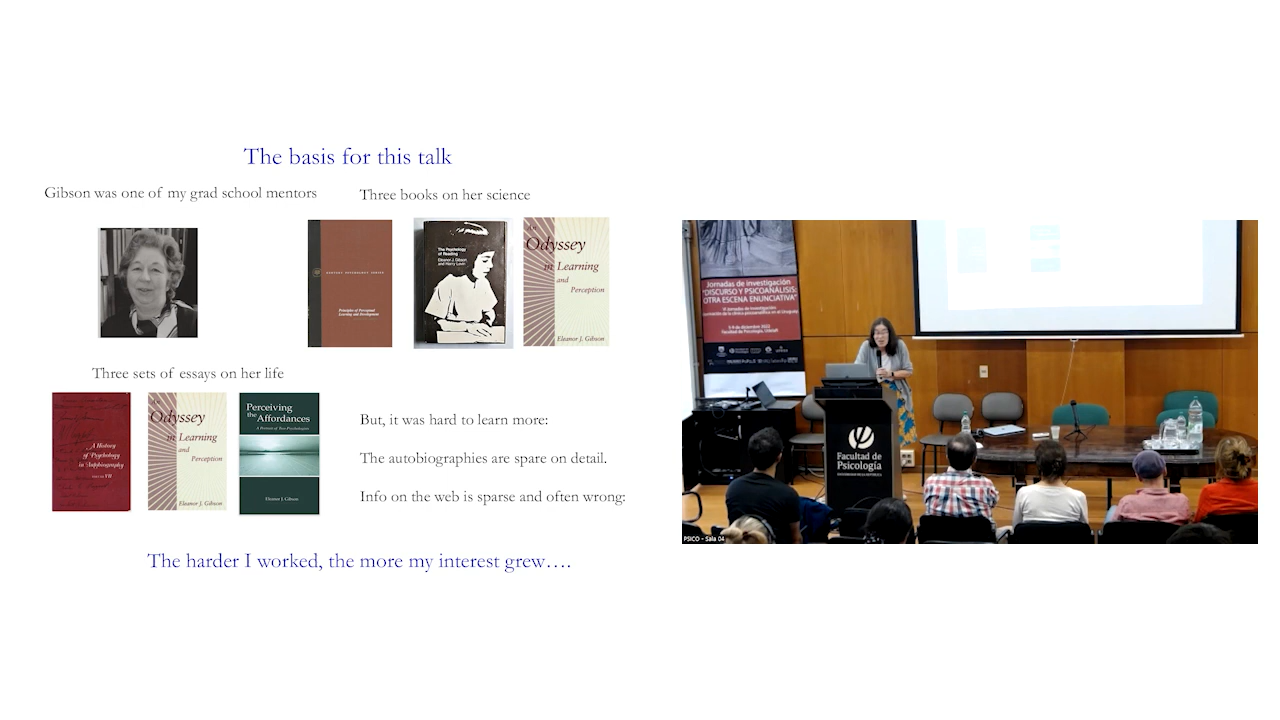 The basis for this talk
Gibson was one of my grad school mentors
Three books on her science
Principles of Perceptual
Learning and Development
The Psychology
of Reading
Eleanor J. Gibson
and Harry Levin
An
Odyssey
in Learning
and
Perception
Eleanor J. Gibson
Three sets of essays on her life
A History
of Psychology
in Autobiography
An
Odyssey
in Learning
and
Perception
Eleanor J. Gibson
Perceiving
the Affordances
A Portrait of Two Psychologists
Eleanor J. Gibson
But, it was hard to learn more:
The autobiographies are spare on detail.
Info on the web is sparse and often wrong:
The harder I worked, the more my interest grew….
Jornadas de investigación
"DISCURSO Y PSICOANÁLISIS:
OTRA ESCENA ENUNCIATIVA"
Facultad de
Psicología
PSICO - Sala 04